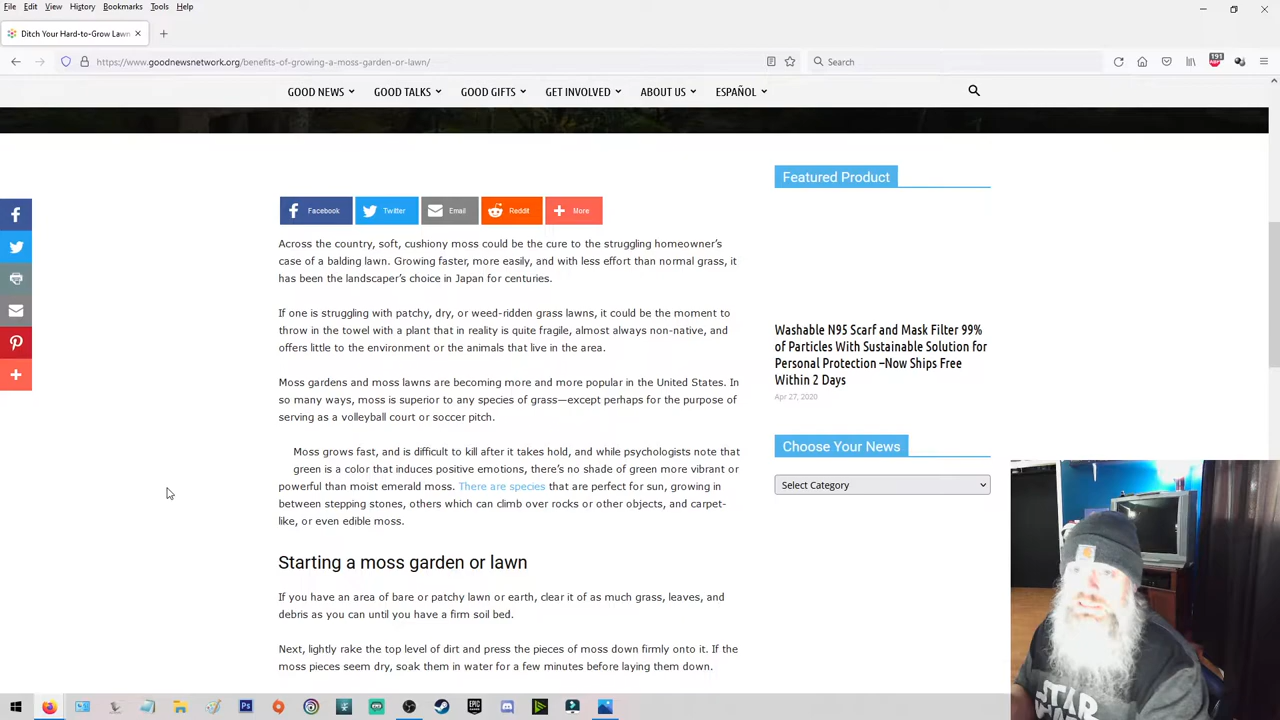 File Edit View History Bookmarks Tools Help
Ditch Your Hard-to-Grow Lawn
https://www.goodnewsnetwork.org/benefits-of-growing-a-moss-garden-or-lawn/
Search
191
GOOD NEWS GOOD TALKS GOOD GIFTS GET INVOLVED ABOUT US ESPAÑOL
Facebook Twitter Email Reddit More
Across the country, soft, cushiony moss could be the cure to the struggling homeowner's
case of a balding lawn. Growing faster, more easily, and with less effort than normal grass, it
has been the landscaper's choice in Japan for centuries.
If one is struggling with patchy, dry, or weed-ridden grass lawns, it could be the moment to
throw in the towel with a plant that in reality is quite fragile, almost always non-native, and
offers little to the environment or the animals that live in the area.
Moss gardens and moss lawns are becoming more and more popular in the United States. In
so many ways, moss is superior to any species of grass—except perhaps for the purpose of
serving as a volleyball court or soccer pitch.
Moss grows fast, and is difficult to kill after it takes hold, and while psychologists note that
green is a color that induces positive emotions, there's no shade of green more vibrant or
powerful than moist emerald moss. There are species that are perfect for sun, growing in
between stepping stones, others which can climb over rocks or other objects, and carpet-
like, or even edible moss.
Starting a moss garden or lawn
If you have an area of bare or patchy lawn or earth, clear it of as much grass, leaves, and
debris as you can until you have a firm soil bed.
Next, lightly rake the top level of dirt and press the pieces of moss down firmly onto it. If the
moss pieces seem dry, soak them in water for a few minutes before laying them down.
Featured Product
Washable N95 Scarf and Mask Filter 99%
of Particles With Sustainable Solution for
Personal Protection –Now Ships Free
Within 2 Days
Apr 27, 2020
Choose Your News
Select Category
STAR